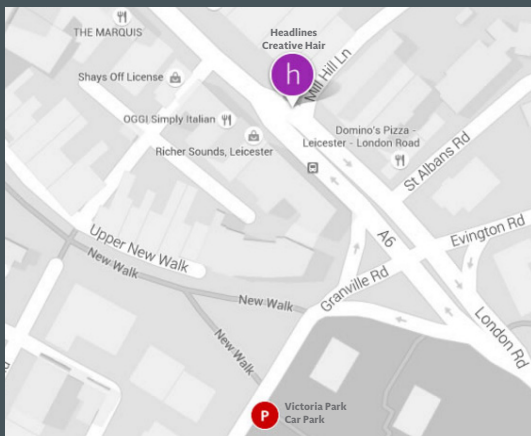 THE MARQUIS
Headlines
Creative Hair
h
Mill Hill Ln
Shays Off License
OGGI Simply Italian
Richer Sounds, Leicester
Domino's Pizza -
Leicester - London Road
St Albans Rd
Evington Rd
A6
Upper New Walk
New Walk
New Walk
Granville Rd
New Walk
London Rd
P
Victoria Park
Car Park